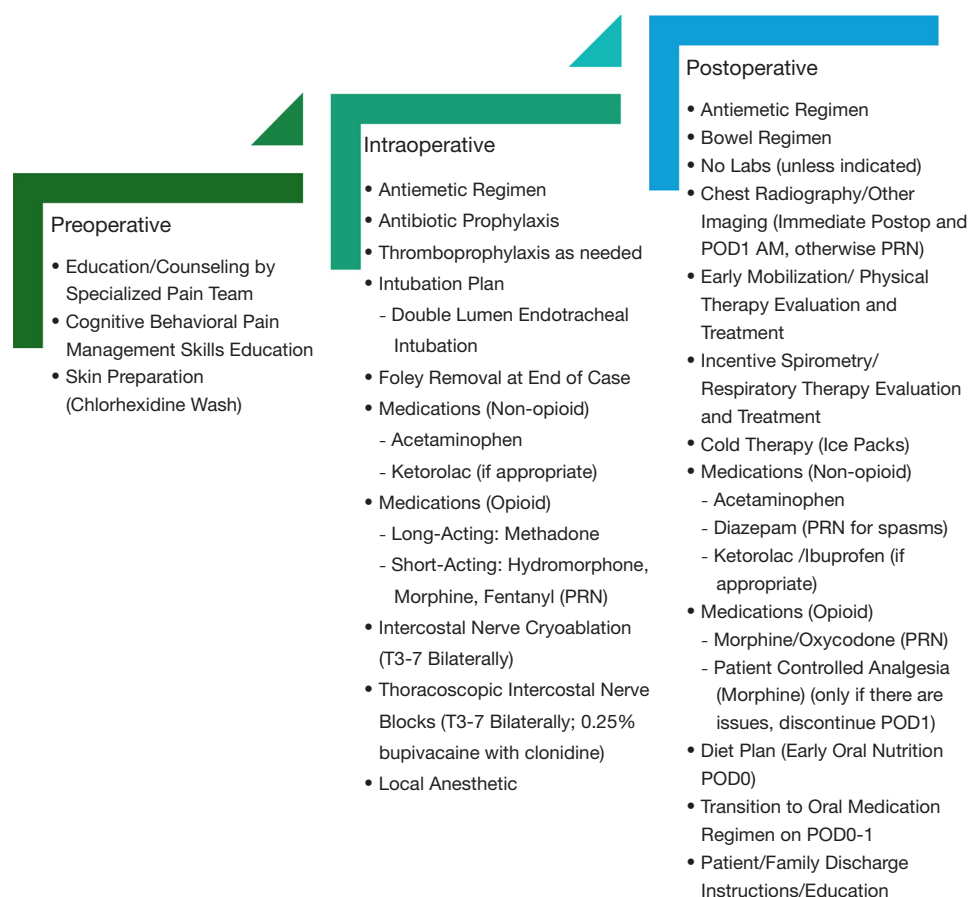 Preoperative
• Education/Counseling by
Specialized Pain Team
• Cognitive Behavioral Pain
Management Skills Education
• Skin Preparation
(Chlorhexidine Wash)
Intraoperative
• Antiemetic Regimen
• Antibiotic Prophylaxis
• Thromboprophylaxis as needed
• Intubation Plan
- Double Lumen Endotracheal
Intubation
• Foley Removal at End of Case
• Medications (Non-opioid)
- Acetaminophen
- Ketorolac (if appropriate)
• Medications (Opioid)
- Long-Acting: Methadone
- Short-Acting: Hydromorphone,
Morphine, Fentanyl (PRN)
• Intercostal Nerve Cryoablation
(T3-7 Bilaterally)
• Thoracoscopic Intercostal Nerve
Blocks (T3-7 Bilaterally; 0.25%
bupivacaine with clonidine)
• Local Anesthetic
Postoperative
• Antiemetic Regimen
• Bowel Regimen
• No Labs (unless indicated)
• Chest Radiography/Other
Imaging (Immediate Postop and
POD1 AM, otherwise PRN)
• Early Mobilization/ Physical
Therapy Evaluation and
Treatment
• Incentive Spirometry/
Respiratory Therapy Evaluation
and Treatment
• Cold Therapy (Ice Packs)
• Medications (Non-opioid)
- Acetaminophen
- Diazepam (PRN for spasms)
- Ketorolac /Ibuprofen (if
appropriate)
• Medications (Opioid)
- Morphine/Oxycodone (PRN)
- Patient Controlled Analgesia
(Morphine) (only if there are
issues, discontinue POD1)
• Diet Plan (Early Oral Nutrition
POD0)
• Transition to Oral Medication
Regimen on POD0-1
• Patient/Family Discharge
Instructions/Education